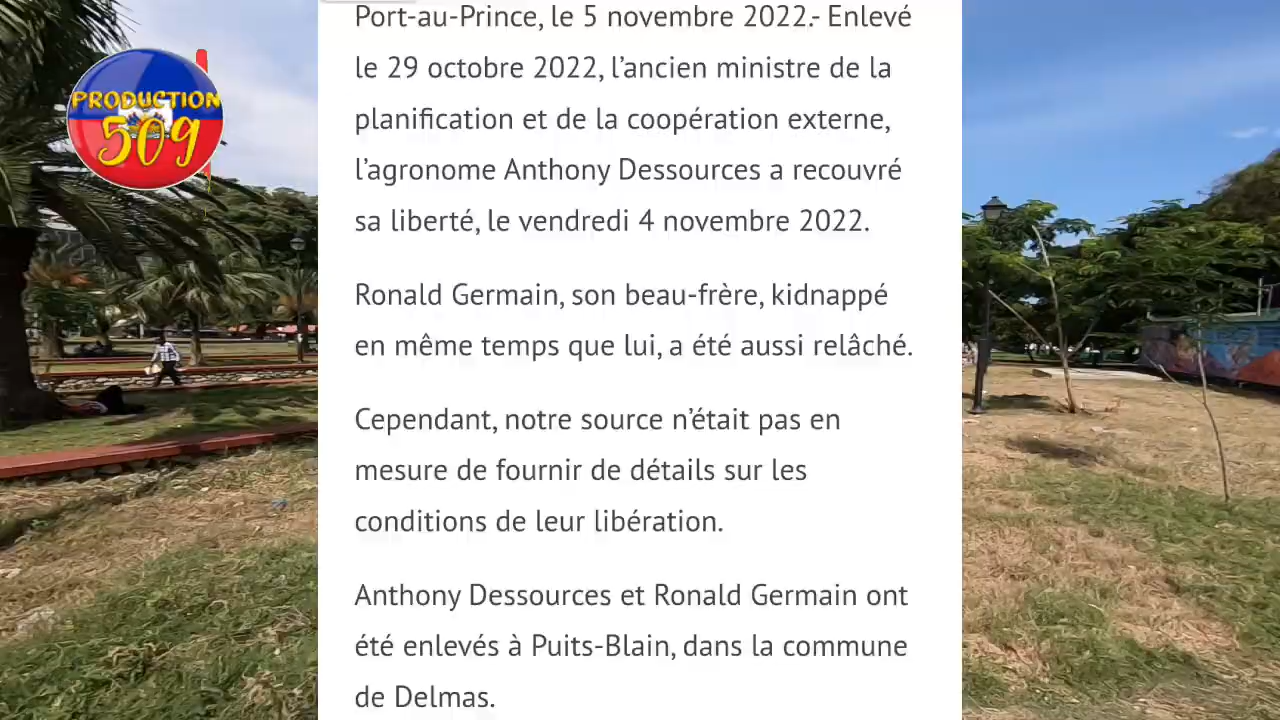 PRODUCTION
509
Port-au-Prince, le 5 novembre 2022.- Enlevé
le 29 octobre 2022, l’ancien ministre de la
planification et de la coopération externe,
l’agronome Anthony Dessources a recouvré
sa liberté, le vendredi 4 novembre 2022.
Ronald Germain, son beau-frère, kidnappé
en même temps que lui, a été aussi relâché.
Cependant, notre source n’était pas en
mesure de fournir de détails sur les
conditions de leur libération.
Anthony Dessources et Ronald Germain ont
été enlevés à Puits-Blain, dans la commune
de Delmas.